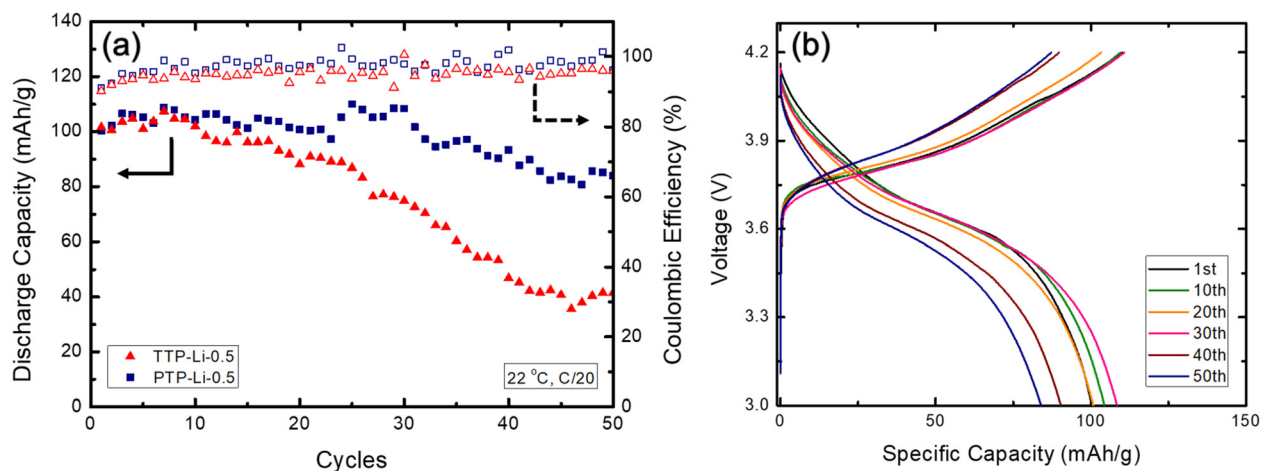 (a)
Discharge Capacity (mAh/g)
140
120
100
80
60
40
20
0
0
10
20
30
40
50
Cycles
100
80
60
40
20
0
Coulombic Efficiency (%)
TTP-Li-0.5
PTP-Li-0.5
22 °C, C/20
(b)
Voltage (V)
4.2
3.9
3.6
3.3
3.0
0
50
100
150
Specific Capacity (mAh/g)
1st
10th
20th
30th
40th
50th